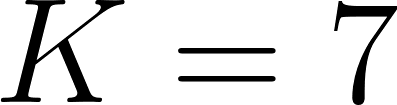 K = 7